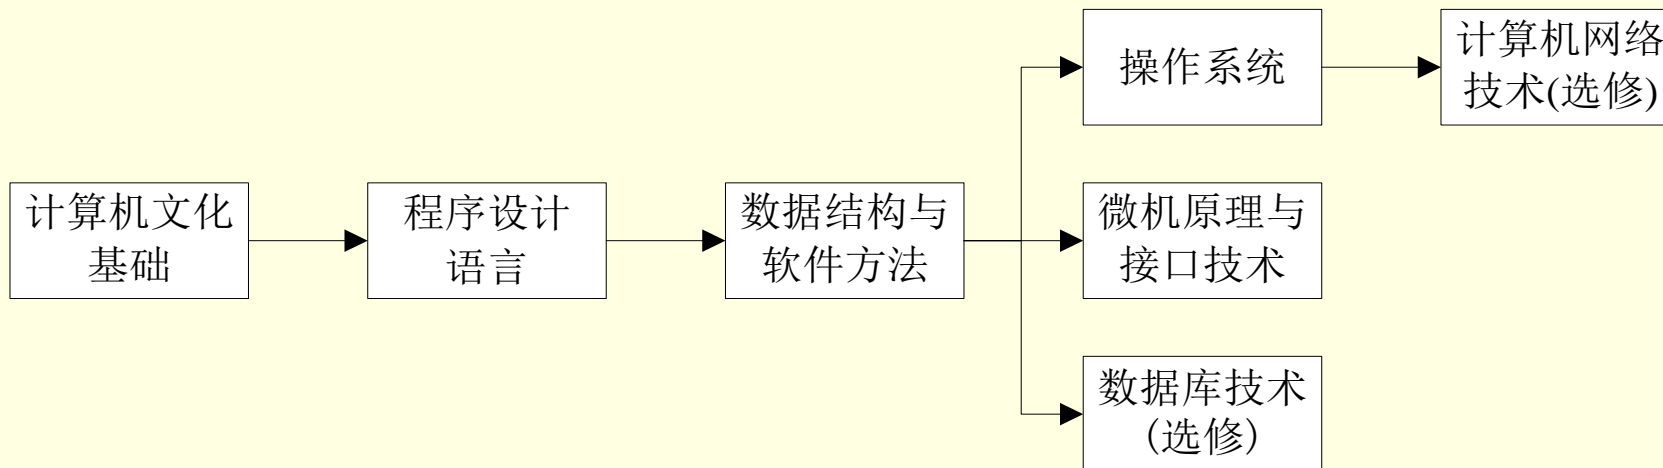 操作系统
计算机网络
技术(选修)
计算机文化
基础
程序设计
语言
数据结构与
软件方法
微机原理与
接口技术
数据库技术
(选修)